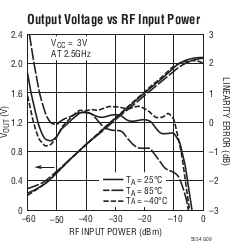 Output Voltage vs RF Input Power
2.4
2.0
1.6
1.2
0.8
0.4
0
VOUT (V)
VCC = 3V
AT 2.5GHz
3
2
1
0
−1
−2
−3
LINEARITY ERROR (dB)
TA = 25°C
TA = 85°C
TA = −40°C
−60 −50 −40 −30 −20 −10 0
RF INPUT POWER (dBm)
5534 G09